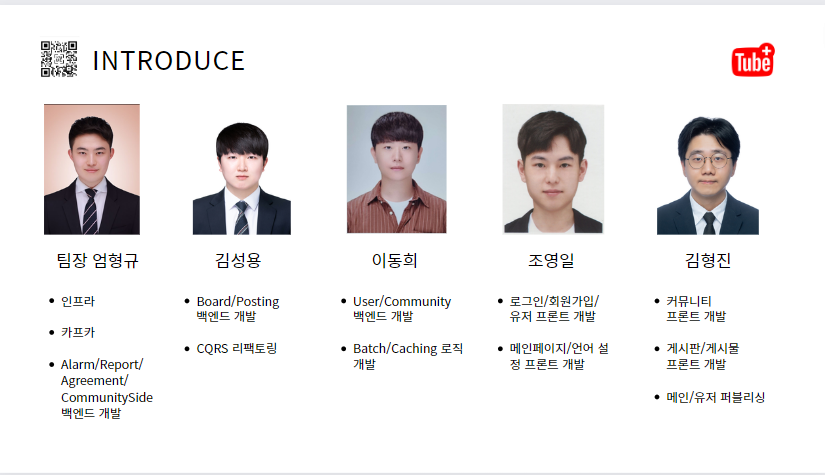 INTRODUCE
Tube+
팀장 엄형규
김성용
이동희
조영일
김형진
• 인프라
• 카프카
• Alarm/Report/
Agreement/
CommunitySide
백엔드 개발
• Board/Posting
백엔드 개발
• CQRS 리팩토링
• User/Community
백엔드 개발
• Batch/Caching 로직
개발
• 로그인/회원가입/
유저 프론트 개발
• 메인페이지/언어 설
정 프론트 개발
• 커뮤니티
프론트 개발
• 게시판/게시물
프론트 개발
• 메인/유저 퍼블리싱